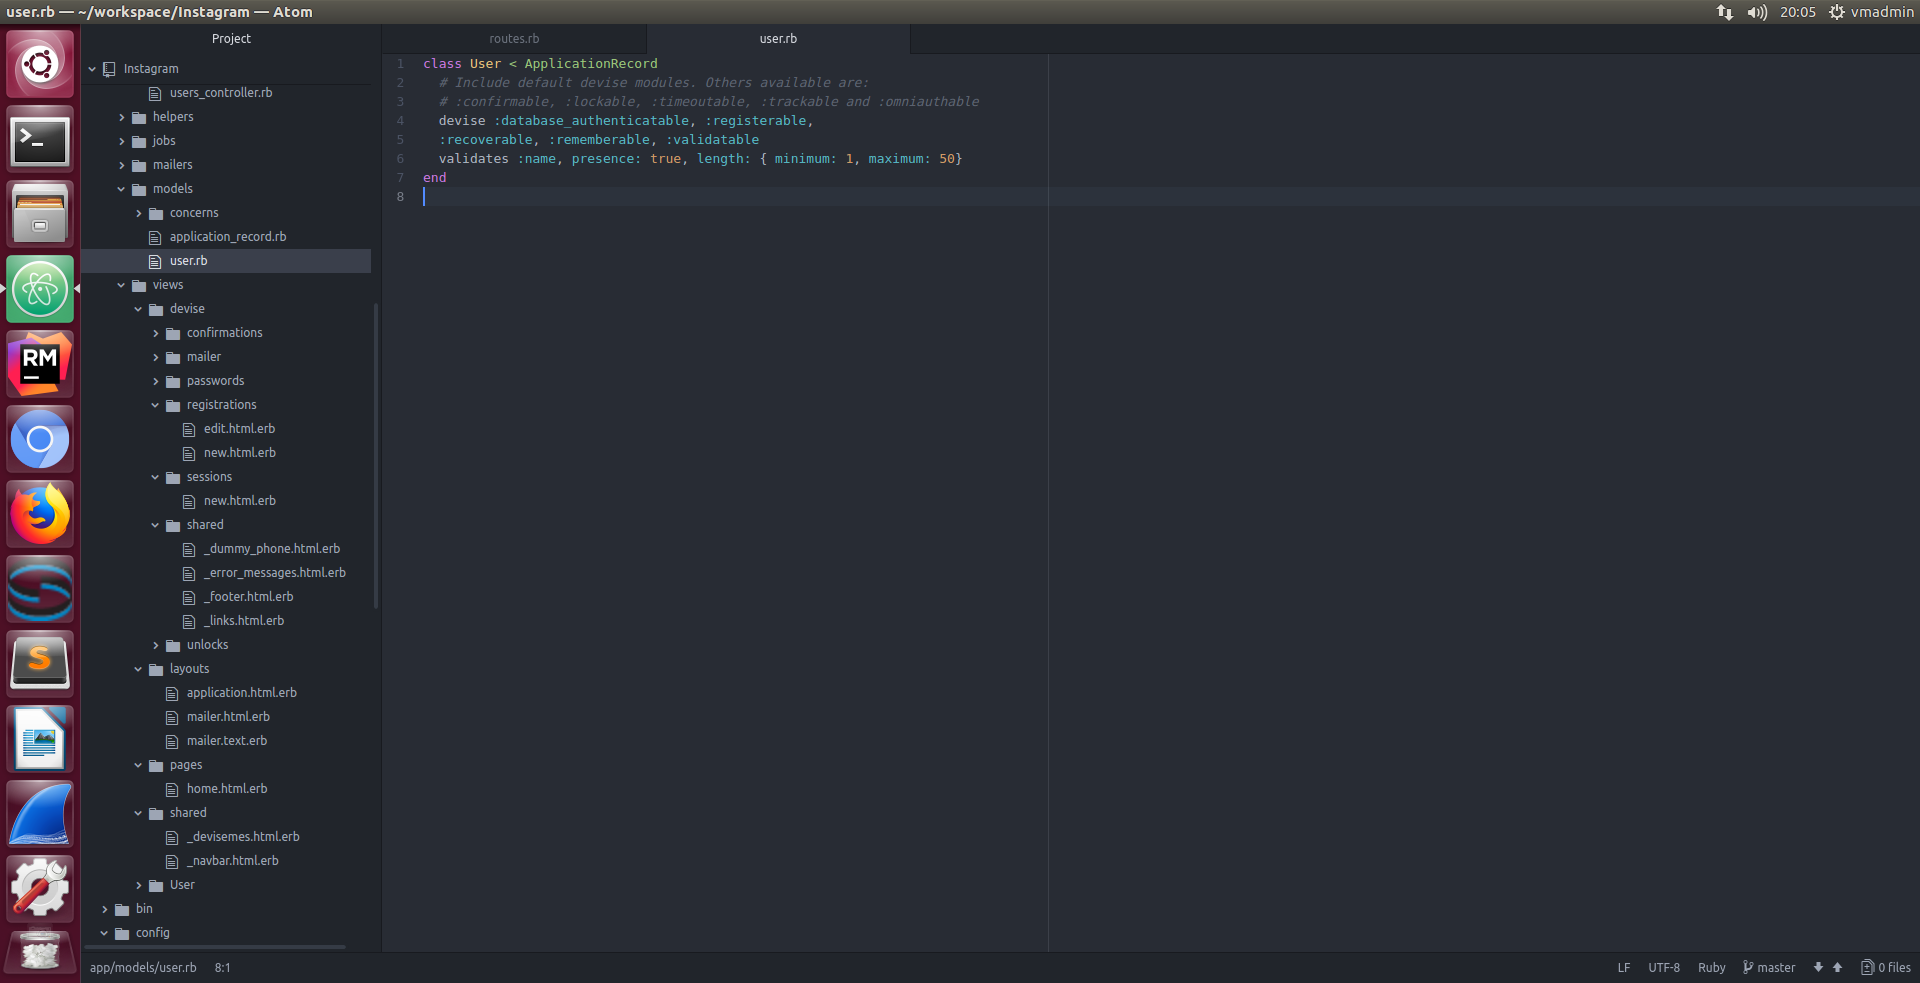 user.rb — ~/workspace/Instagram — Atom
20:05 vmadmin
Project
Instagram
users_controller.rb
helpers
jobs
mailers
models
concerns
application_record.rb
user.rb
views
devise
confirmations
mailer
passwords
registrations
edit.html.erb
new.html.erb
sessions
new.html.erb
shared
_dummy_phone.html.erb
_error_messages.html.erb
_footer.html.erb
_links.html.erb
unlocks
layouts
application.html.erb
mailer.html.erb
mailer.text.erb
pages
home.html.erb
shared
_devisemes.html.erb
_navbar.html.erb
User
bin
config
routes.rb
user.rb
1 class User < ApplicationRecord
2 # Include default devise modules. Others available are:
3 # :confirmable, :lockable, :timeoutable, :trackable and :omniauthable
4 devise :database_authenticatable, :registerable,
5 :recoverable, :rememberable, :validatable
6 validates :name, presence: true, length: { minimum: 1, maximum: 50}
7 end
8
RM
S
app/models/user.rb 8:1
LF UTF-8 Ruby master 0 files